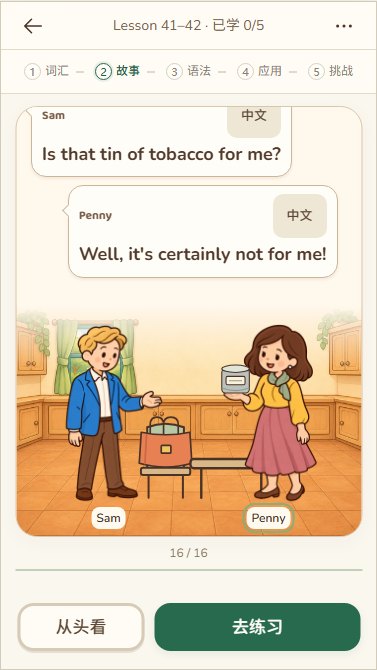 Lesson 41–42 · 已学 0/5
1 词汇 2 故事 3 语法 4 应用 5 挑战
Sam 中文
Is that tin of tobacco for me?
Penny 中文
Well, it's certainly not for me!
Sam Penny
16 / 16
从头看 去练习